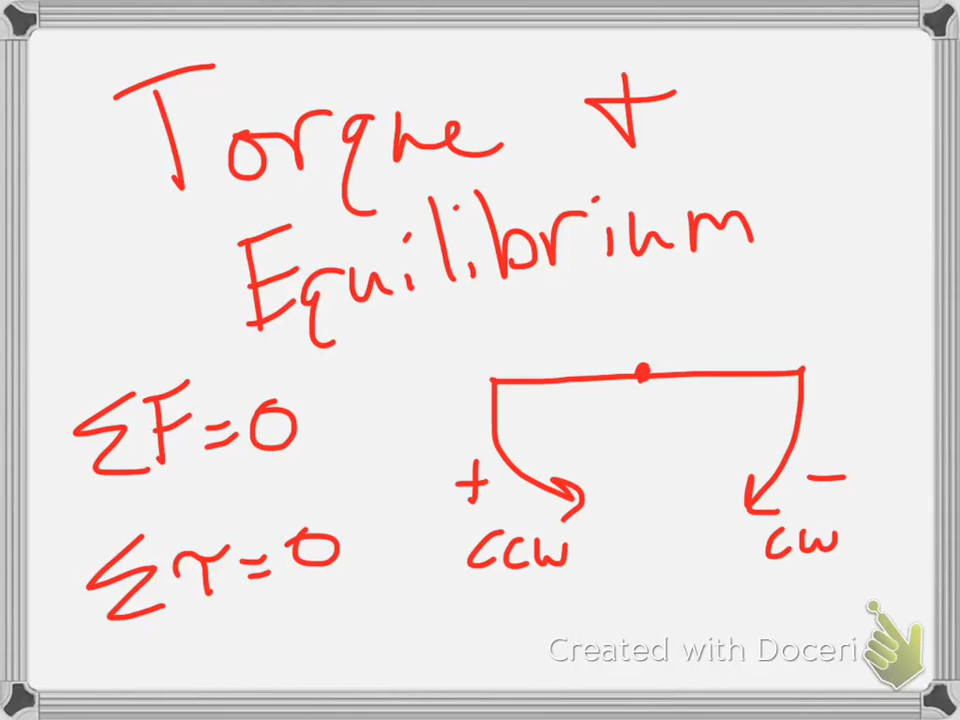 Torque +
Equilibrium
ΣF=0
+
-
CCW
CW
Στ=0
Created with Doceri